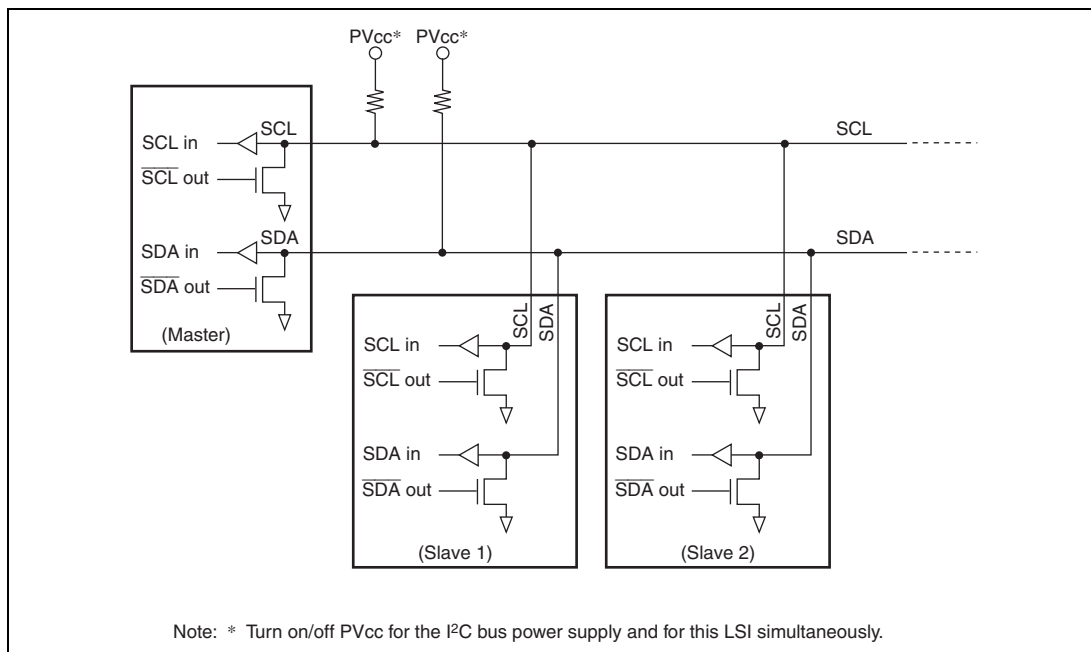 PVcc* PVcc*
SCL in
SCL
SCL out
SDA in
SDA
SDA out
(Master)
SCL
SDA
SCL
SDA
SCL in
SCL out
SDA in
SDA out
(Slave 1)
SCL
SDA
SCL in
SCL out
SDA in
SDA out
(Slave 2)
Note: * Turn on/off PVcc for the I²C bus power supply and for this LSI simultaneously.